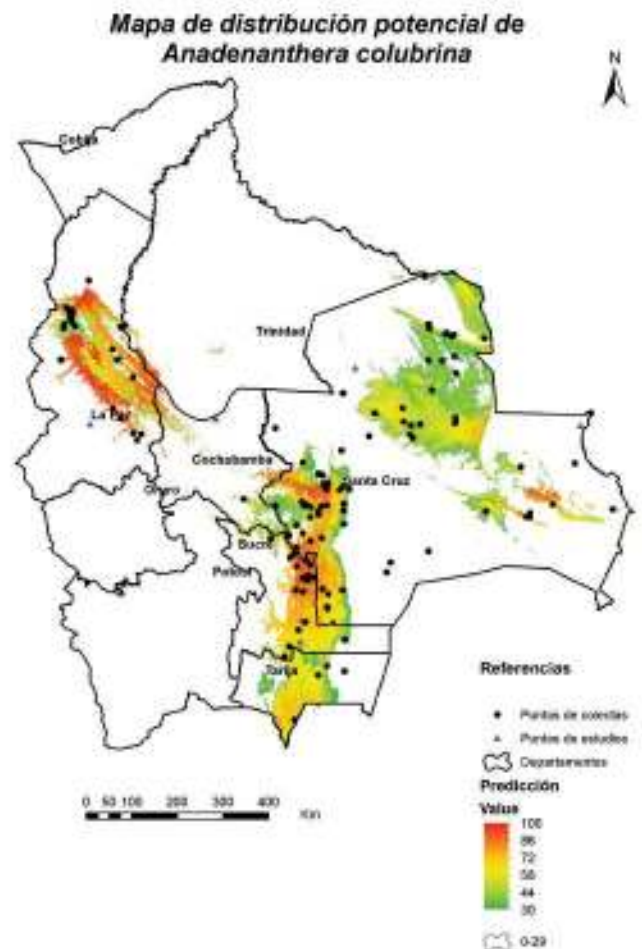 Mapa de distribución potencial de
Anadenanthera colubrina
N
Cobija
Trinidad
La Paz
Cochabamba
Santa Cruz
Oruro
Sucre
Potosí
Tarija
Referencias
Puntos de colectas
Puntos de estudios
Departamentos
Predicción
Value
100
86
72
58
44
30
0-29
0 50 100 200 300 400
Km